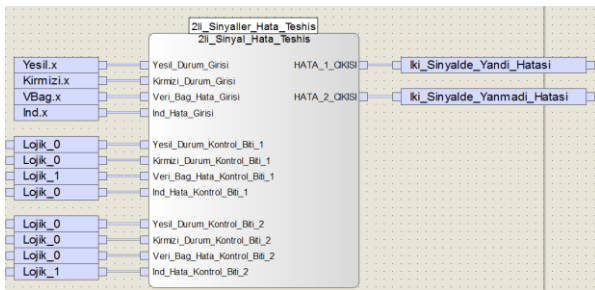 2li_Sinyaller_Hata_Teshis
2li_Sinyal_Hata_Teshis
Yesil.x Yesil_Durum_Girisi HATA_1_CIKISI Iki_Sinyalde_Yandi_Hatasi
Kirmizi.x Kirmizi_Durum_Girisi
VBag.x Veri_Bag_Hata_Girisi HATA_2_CIKISI Iki_Sinyalde_Yanmadi_Hatasi
Ind.x Ind_Hata_Girisi
Lojik_0 Yesil_Durum_Kontrol_Biti_1
Lojik_0 Kirmizi_Durum_Kontrol_Biti_1
Lojik_1 Veri_Bag_Hata_Kontrol_Biti_1
Lojik_0 Ind_Hata_Kontrol_Biti_1
Lojik_0 Yesil_Durum_Kontrol_Biti_2
Lojik_0 Kirmizi_Durum_Kontrol_Biti_2
Lojik_0 Veri_Bag_Hata_Kontrol_Biti_2
Lojik_1 Ind_Hata_Kontrol_Biti_2